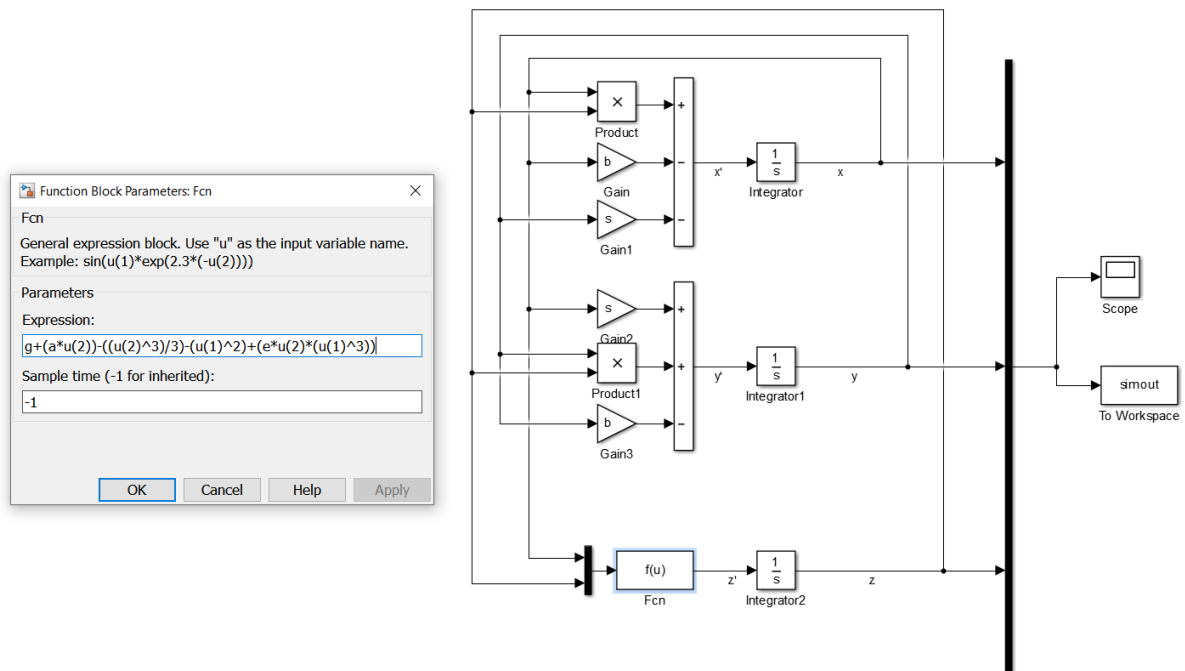 Function Block Parameters: Fcn
Fcn
General expression block. Use "u" as the input variable name.
Example: sin(u(1)*exp(2.3*(-u(2))))
Parameters
Expression:
g+(a*u(2))-((u(2)^3)/3)-(u(1)^2)+(e*u(2)*(u(1)^3))
Sample time (-1 for inherited):
-1
OK Cancel Help Apply
×
Product
+
b
Gain
−
x'
1
s
Integrator
x
s
Gain1
−
s
Gain2
+
×
Product1
+
y'
1
s
Integrator1
y
b
Gain3
−
f(u)
Fcn
z'
1
s
Integrator2
z
Scope
simout
To Workspace